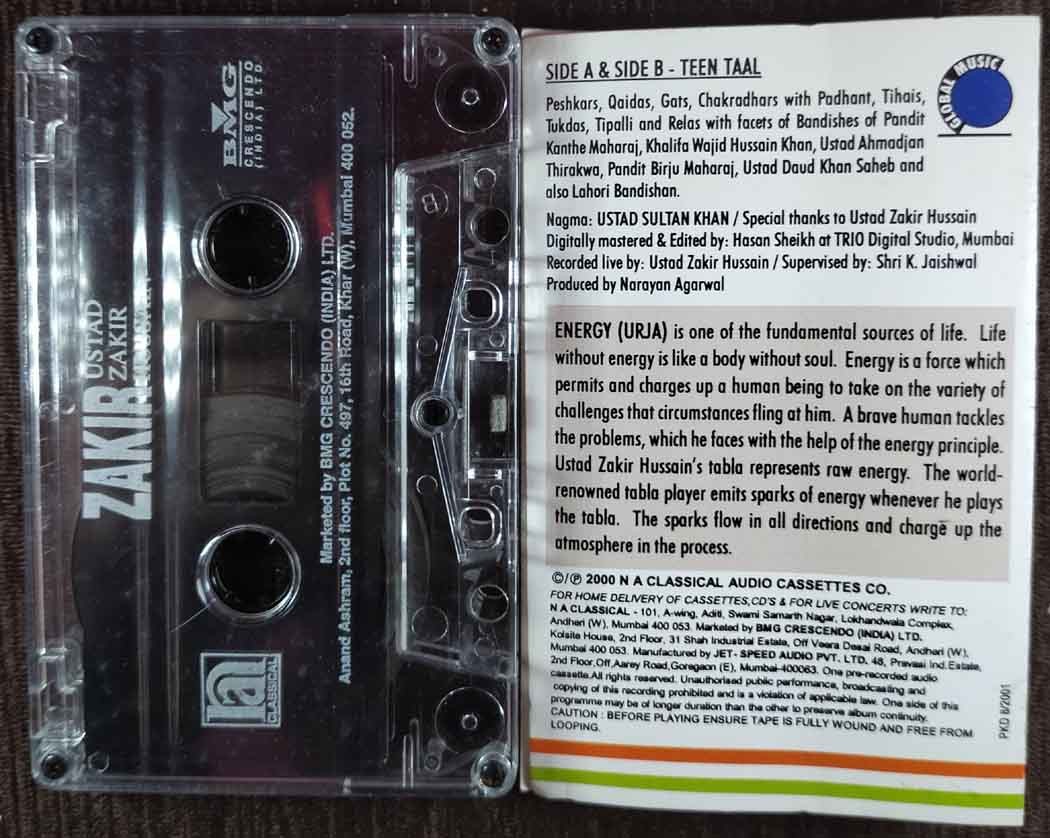 BMG
CRESCENDO
(INDIA) LTD.
B
ZAKIR
USTAD
ZAKIR
HUSSAIN
Marketed by BMG CRESCENDO (INDIA) LTD.
Anand Ashram, 2nd floor, Plot No. 497, 16th Road, Khar (W), Mumbai 400 052.
na
CLASSICAL
SIDE A & SIDE B - TEEN TAAL
GLOBAL MUSIC
Peshkars, Qaidas, Gats, Chakradhars with Padhant, Tihais,
Tukdas, Tipalli and Relas with facets of Bandishes of Pandit
Kanthe Maharaj, Khalifa Wajid Hussain Khan, Ustad Ahmadjan
Thirakwa, Pandit Birju Maharaj, Ustad Daud Khan Saheb and
also Lahori Bandishan.
Nagma: USTAD SULTAN KHAN / Special thanks to Ustad Zakir Hussain
Digitally mastered & Edited by: Hasan Sheikh at TRIO Digital Studio, Mumbai
Recorded live by: Ustad Zakir Hussain / Supervised by: Shri K. Jaishwal
Produced by Narayan Agarwal
ENERGY (URJA) is one of the fundamental sources of life. Life
without energy is like a body without soul. Energy is a force which
permits and charges up a human being to take on the variety of
challenges that circumstances fling at him. A brave human tackles
the problems, which he faces with the help of the energy principle.
Ustad Zakir Hussain's tabla represents raw energy. The world-
renowned tabla player emits sparks of energy whenever he plays
the tabla. The sparks flow in all directions and charge up the
atmosphere in the process.
©/℗ 2000 N A CLASSICAL AUDIO CASSETTES CO.
FOR HOME DELIVERY OF CASSETTES,CD'S & FOR LIVE CONCERTS WRITE TO:
N A CLASSICAL - 101, A-wing, Aditi, Swami Samarth Nagar, Lokhandwala Complex,
Andheri (W), Mumbai 400 053. Marketed by BMG CRESCENDO (INDIA) LTD.
Kolsite House, 2nd Floor, 31 Shah Industrial Estate, Off Veera Desai Road, Andheri (W),
Mumbai 400 053. Manufactured by JET- SPEED AUDIO PVT. LTD. 48, Pravasi Ind.Estate,
2nd Floor,Off,Aarey Road,Goregaon (E), Mumbai-400063. One pre-recorded audio
cassette.All rights reserved. Unauthorised public performance, broadcasting and
copying of this recording prohibited and is a violation of applicable law. One side of this
programme may be of longer duration than the other to preserve album continuity.
CAUTION : BEFORE PLAYING ENSURE TAPE IS FULLY WOUND AND FREE FROM
LOOPING.
PKD 8/2001